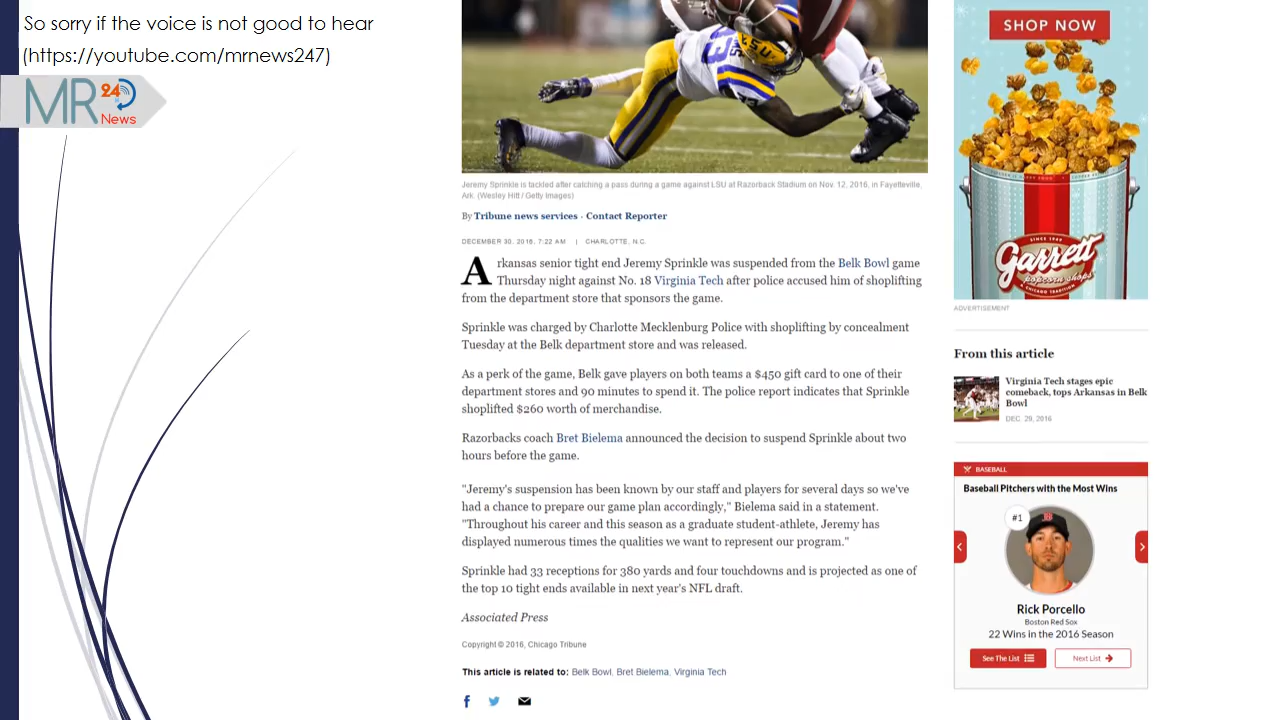 So sorry if the voice is not good to hear
(https://youtube.com/mrnews247)
MR 24
News
LSU
Jeremy Sprinkle is tackled after catching a pass during a game against LSU at Razorback Stadium on Nov. 12, 2016, in Fayetteville,
Ark. (Wesley Hitt / Getty Images)
By Tribune news services · Contact Reporter
DECEMBER 30, 2016, 7:22 AM | CHARLOTTE, N.C.
Arkansas senior tight end Jeremy Sprinkle was suspended from the Belk Bowl game
Thursday night against No. 18 Virginia Tech after police accused him of shoplifting
from the department store that sponsors the game.
Sprinkle was charged by Charlotte Mecklenburg Police with shoplifting by concealment
Tuesday at the Belk department store and was released.
As a perk of the game, Belk gave players on both teams a $450 gift card to one of their
department stores and 90 minutes to spend it. The police report indicates that Sprinkle
shoplifted $260 worth of merchandise.
Razorbacks coach Bret Bielema announced the decision to suspend Sprinkle about two
hours before the game.
"Jeremy's suspension has been known by our staff and players for several days so we've
had a chance to prepare our game plan accordingly," Bielema said in a statement.
"Throughout his career and this season as a graduate student-athlete, Jeremy has
displayed numerous times the qualities we want to represent our program."
Sprinkle had 33 receptions for 380 yards and four touchdowns and is projected as one of
the top 10 tight ends available in next year's NFL draft.
Associated Press
Copyright © 2016, Chicago Tribune
This article is related to: Belk Bowl, Bret Bielema, Virginia Tech
SHOP NOW
SINCE 1949
Garrett
popcorn shops
A CHICAGO TRADITION
ADVERTISEMENT
From this article
Virginia Tech stages epic
comeback, tops Arkansas in Belk
Bowl
DEC. 29, 2016
BASEBALL
Baseball Pitchers with the Most Wins
#1
Rick Porcello
Boston Red Sox
22 Wins in the 2016 Season
See The List
Next List